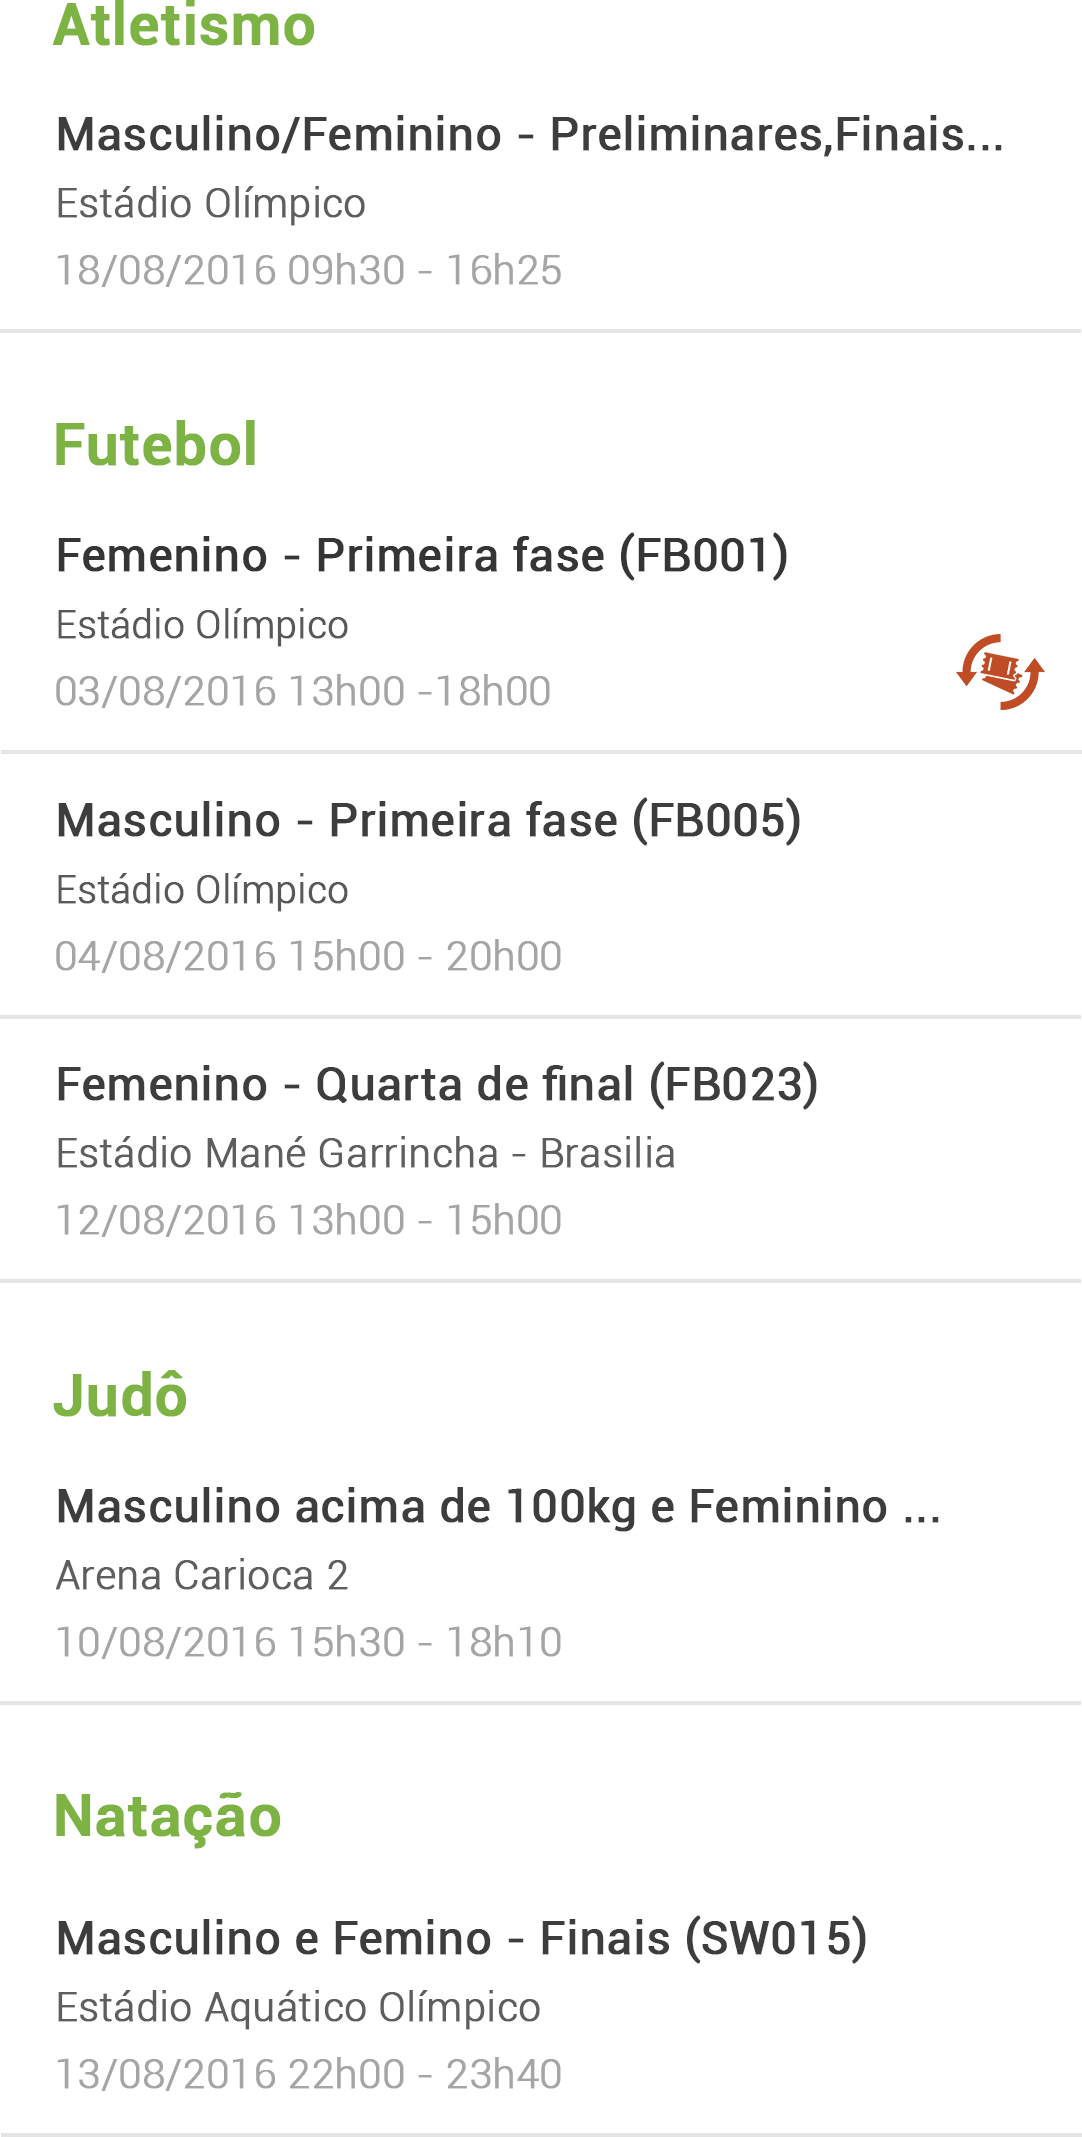 Atletismo
Masculino/Feminino - Preliminares,Finais...
Estádio Olímpico
18/08/2016 09h30 - 16h25
Futebol
Femenino - Primeira fase (FB001)
Estádio Olímpico
03/08/2016 13h00 -18h00
Masculino - Primeira fase (FB005)
Estádio Olímpico
04/08/2016 15h00 - 20h00
Femenino - Quarta de final (FB023)
Estádio Mané Garrincha - Brasilia
12/08/2016 13h00 - 15h00
Judô
Masculino acima de 100kg e Feminino ...
Arena Carioca 2
10/08/2016 15h30 - 18h10
Natação
Masculino e Femino - Finais (SW015)
Estádio Aquático Olímpico
13/08/2016 22h00 - 23h40